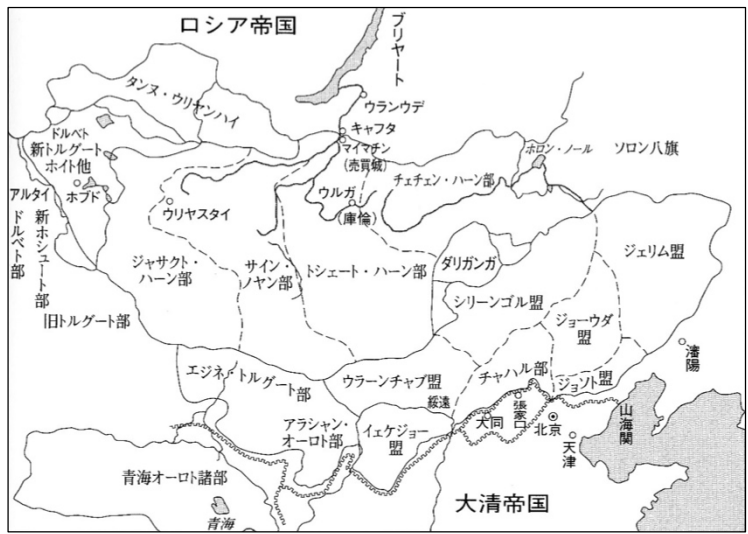 ロシア帝国
ブリヤート
タンヌ・ウリヤンハイ
ウランウデ
キャフタ
マイマチン
(売買城)
ドルベト
新トルグート
ホイト他
ホブド
アルタイ
新ホシュート部
ドルベト部
旧トルグート部
ウリヤスタイ
ウルガ
(庫倫)
チェチェン・ハーン部
ホロン・ノール
ソロン八旗
ジャサクト・
ハーン部
サイン・
ノヤン部
トシェート・ハーン部
ダリガンガ
シリーンゴル盟
ジェリム盟
ジョーウダ
盟
瀋陽
エジネ・トルグート部
ウラーンチャブ盟
チャハル部
ジョソト盟
綏遠
アラシャン・
オーロト部
イェケジョー
盟
大同
張家口
北京
天津
山海関
青海オーロト諸部
青海
大清帝国